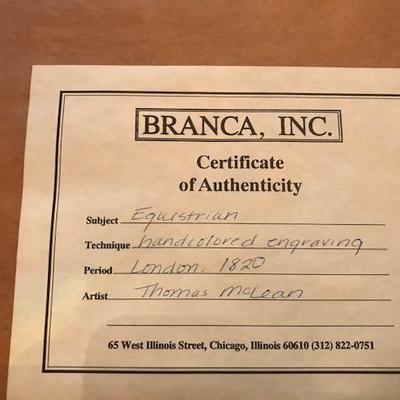 BRANCA, INC.
Certificate
of Authenticity
Subject Equestrian
Technique handcolored engraving
Period London, 1820
Artist Thomas McLean
65 West Illinois Street, Chicago, Illinois 60610 (312) 822-0751